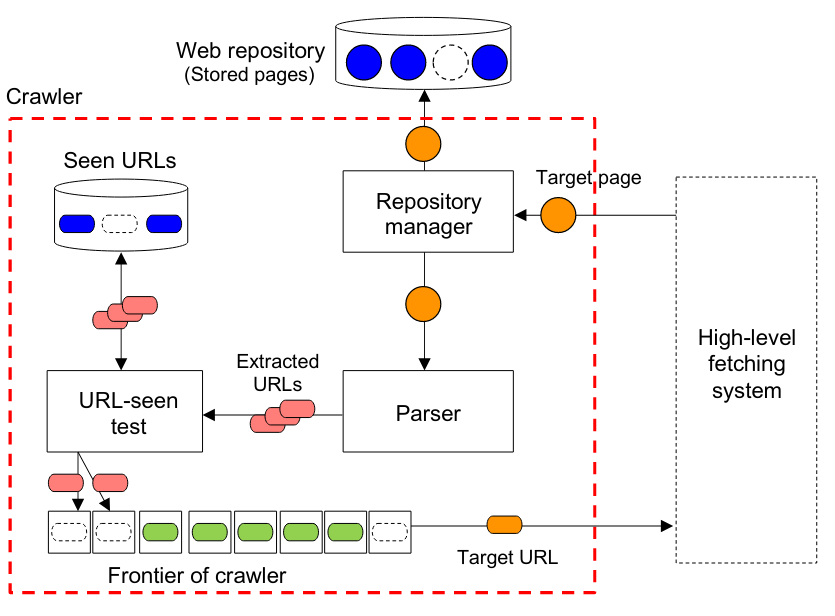 Web repository
(Stored pages)
Crawler
Seen URLs
Target page
Repository
manager
High-level
fetching
system
Extracted
URLs
URL-seen
test
Parser
Target URL
Frontier of crawler